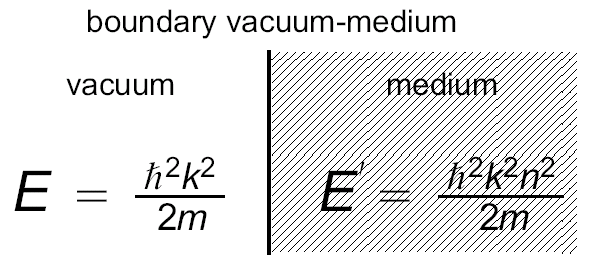 boundary vacuum-medium
vacuum
medium
E = ħ²k² / 2m
E′ = ħ²k²n² / 2m